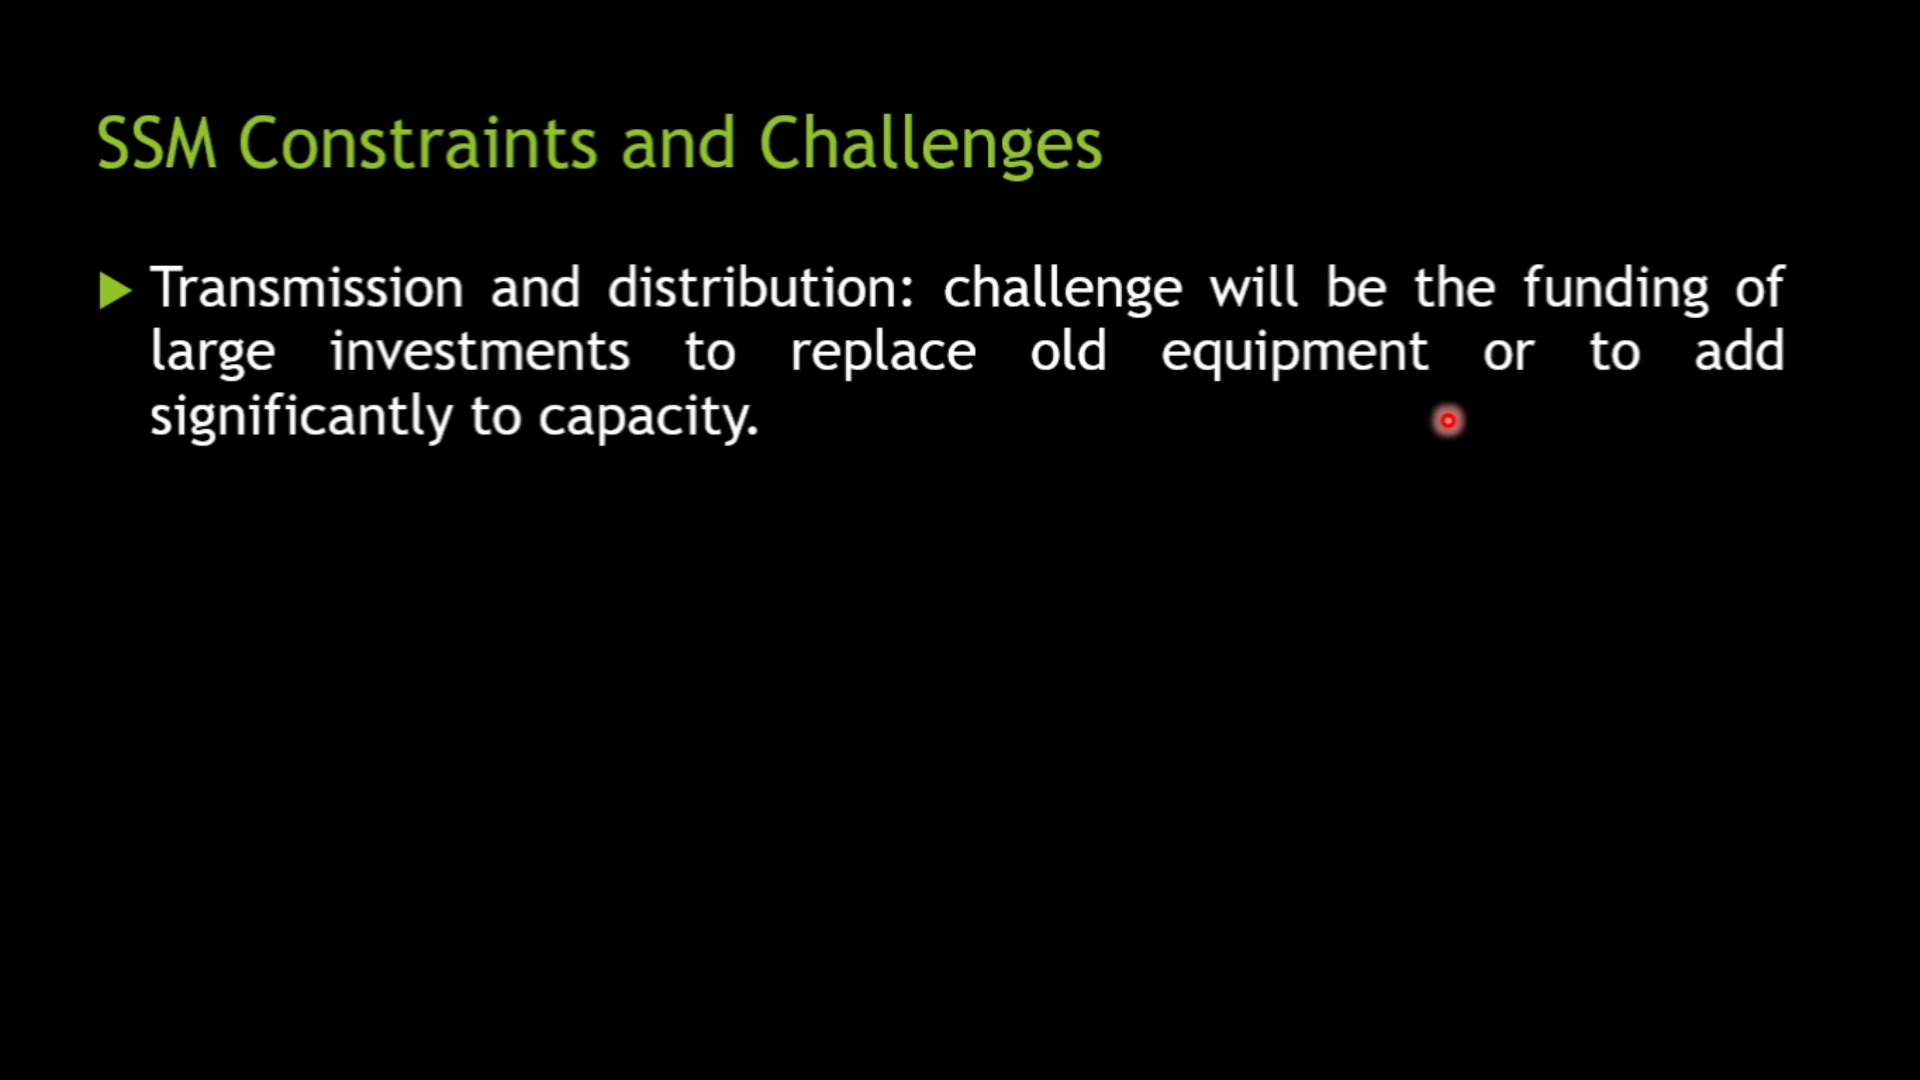 SSM Constraints and Challenges
Transmission and distribution: challenge will be the funding of
large investments to replace old equipment or to add
significantly to capacity.